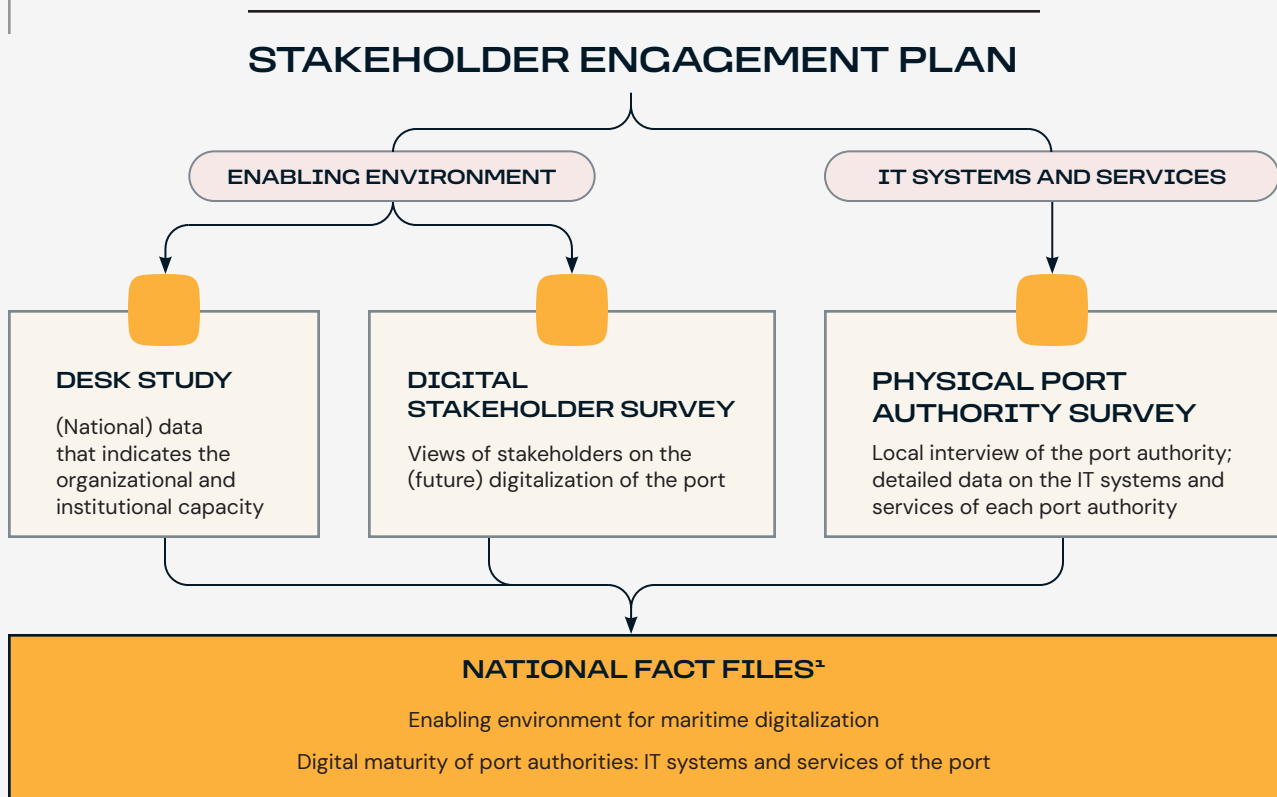 STAKEHOLDER ENGAGEMENT PLAN
ENABLING ENVIRONMENT
IT SYSTEMS AND SERVICES
DESK STUDY
(National) data
that indicates the
organizational and
institutional capacity
DIGITAL
STAKEHOLDER SURVEY
Views of stakeholders on the
(future) digitalization of the port
PHYSICAL PORT
AUTHORITY SURVEY
Local interview of the port authority;
detailed data on the IT systems and
services of each port authority
NATIONAL FACT FILES¹
Enabling environment for maritime digitalization
Digital maturity of port authorities: IT systems and services of the port